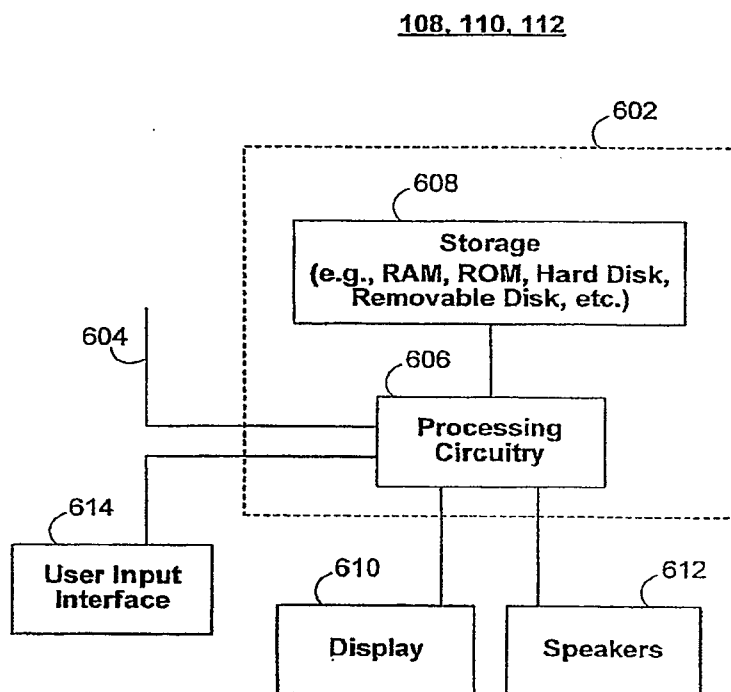 108, 110, 112
602
608
Storage
(e.g., RAM, ROM, Hard Disk,
Removable Disk, etc.)
604
606
Processing
Circuitry
614
User Input
Interface
610
612
Display
Speakers